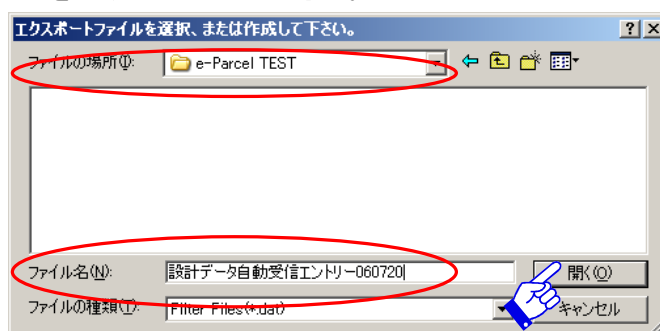 エクスポートファイルを選択、または作成して下さい。
ファイルの場所(I):
e-Parcel TEST
ファイル名(N):
設計データ自動受信エントリー060720
開く(O)
ファイルの種類(T):
Filter Files(*.dat)
キャンセル